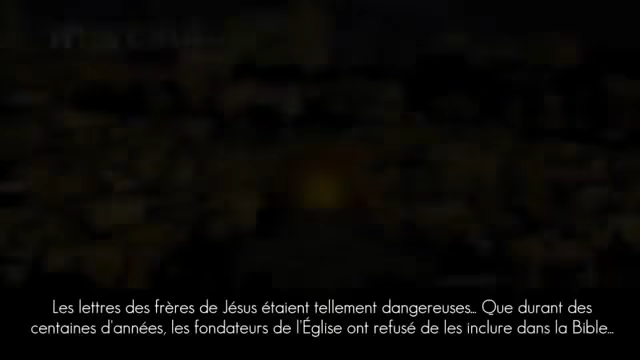 Les lettres des frères de Jésus étaient tellement dangereuses... Que durant des
centaines d'années, les fondateurs de l'Église ont refusé de les inclure dans la Bible...